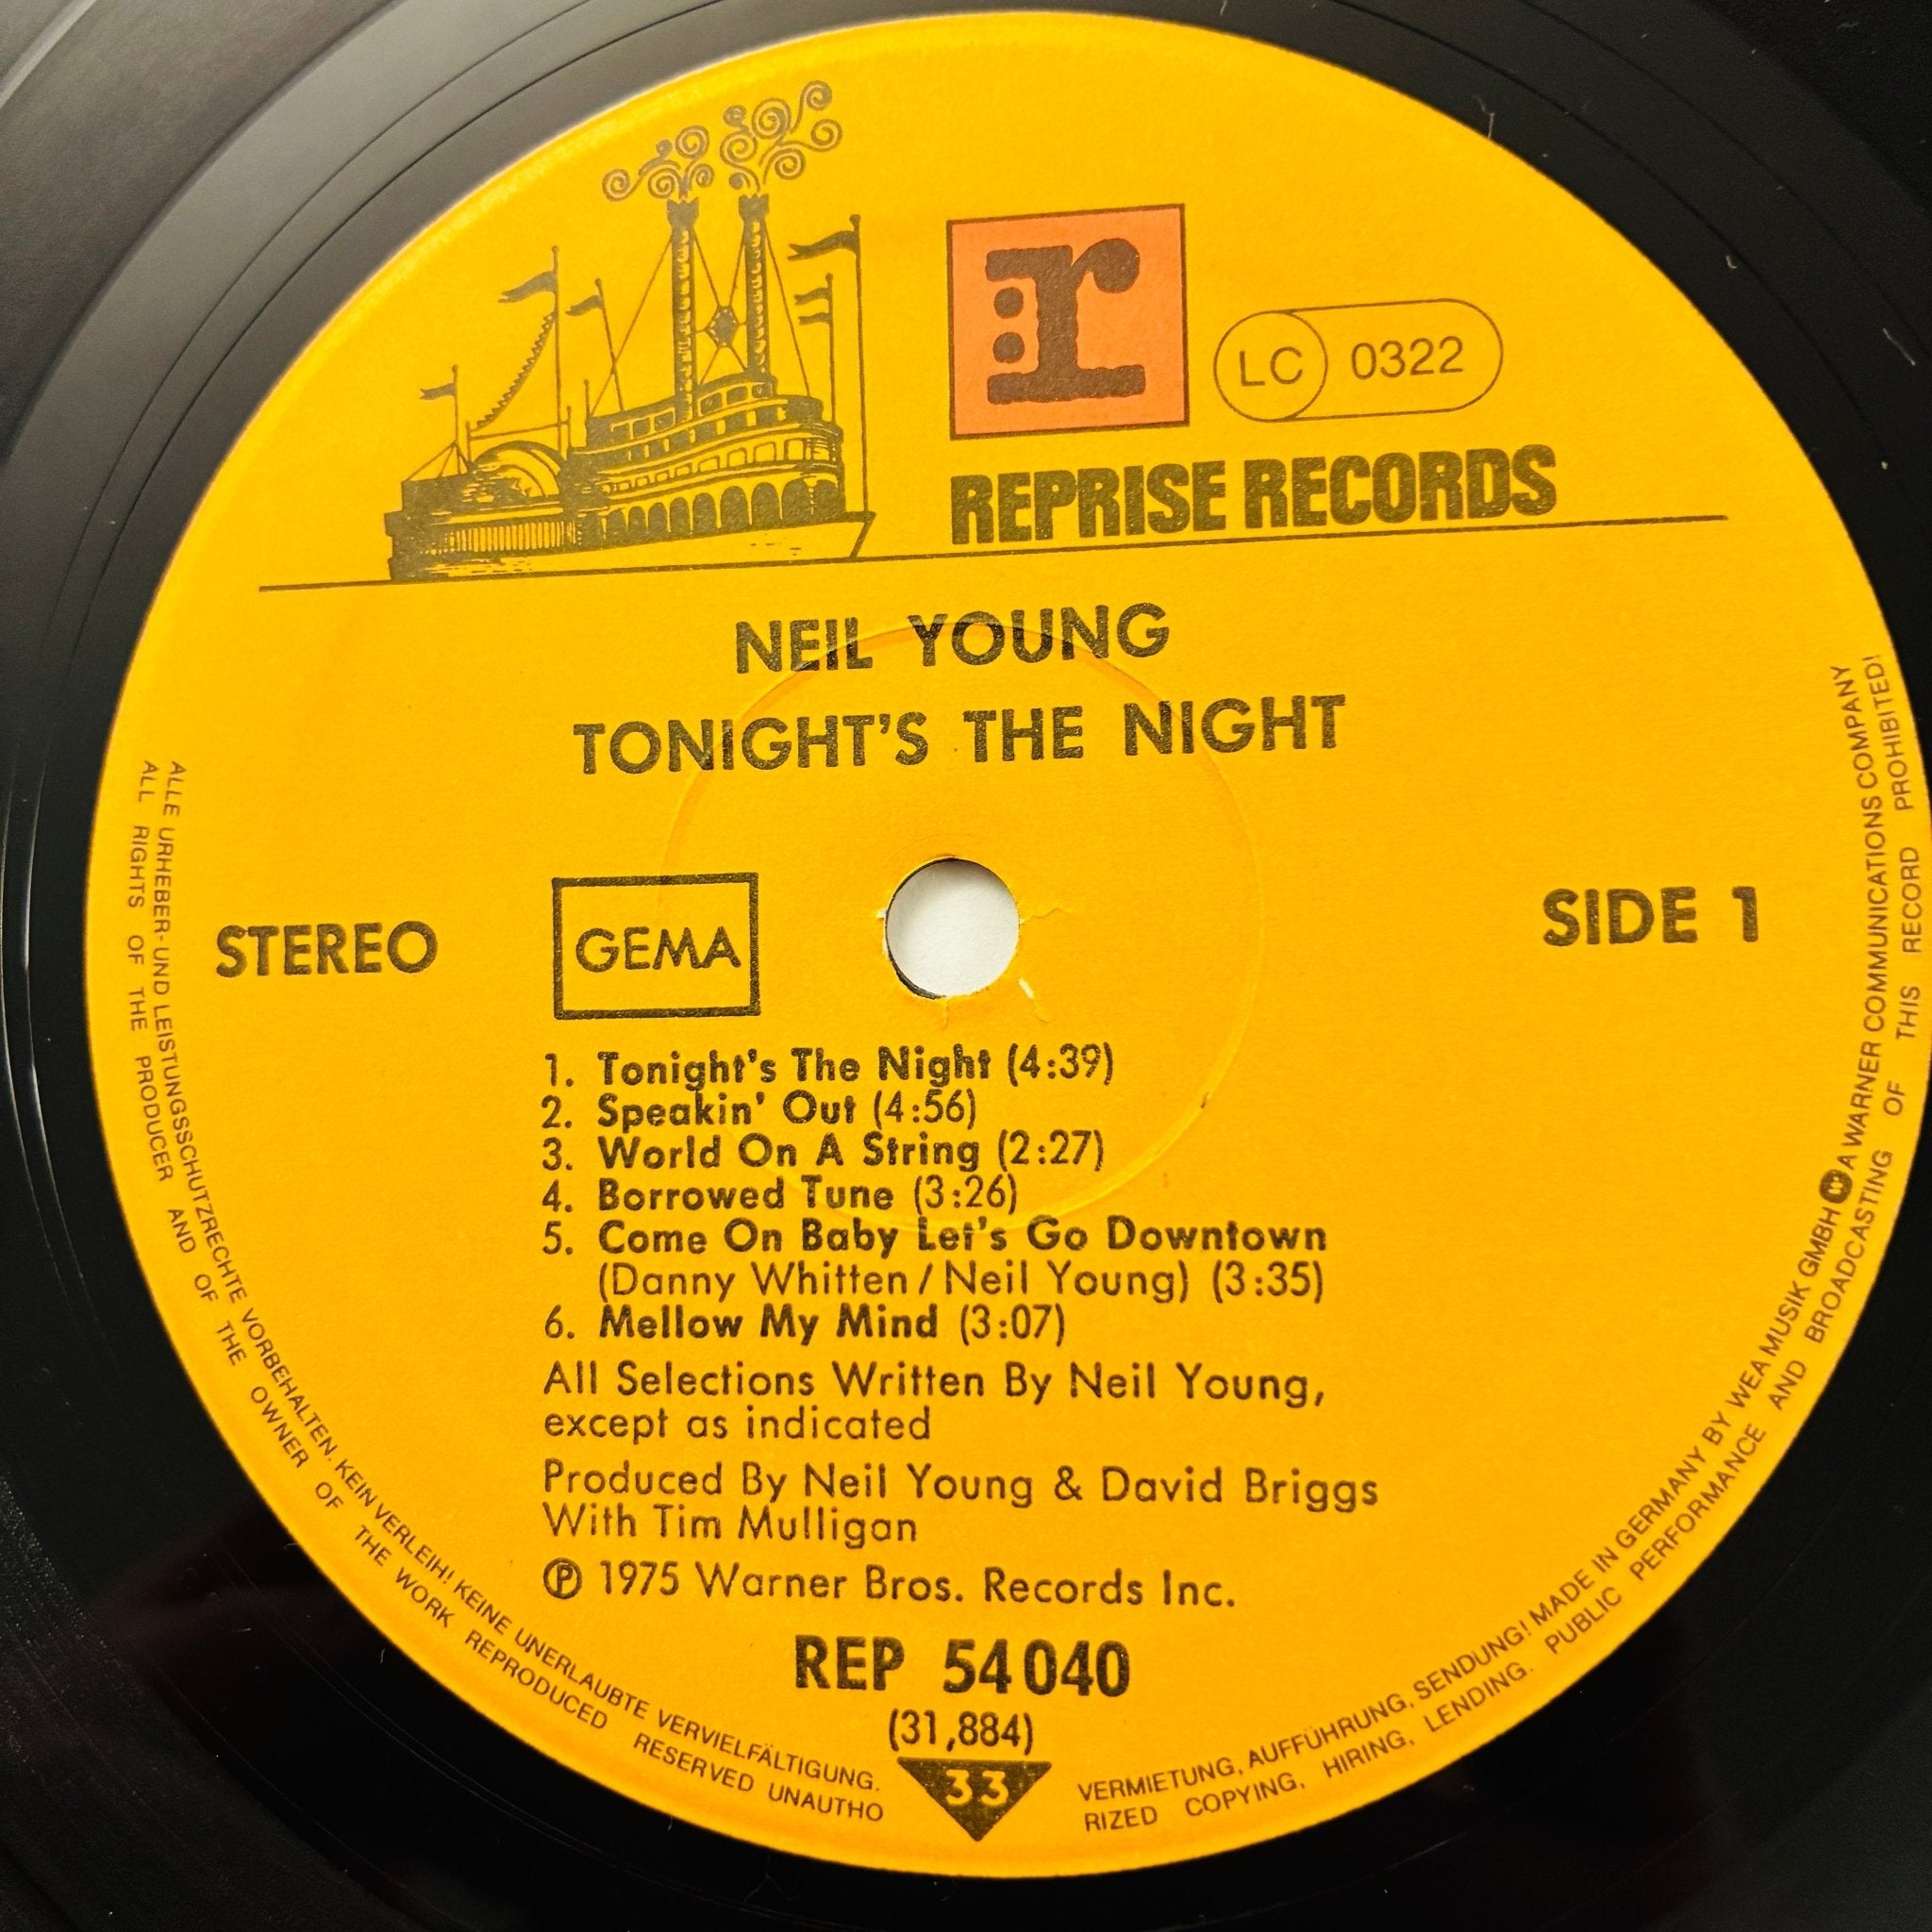 r
LC 0322
REPRISE RECORDS
NEIL YOUNG
TONIGHT'S THE NIGHT
STEREO
GEMA
SIDE 1
1. Tonight's The Night (4:39)
2. Speakin' Out (4:56)
3. World On A String (2:27)
4. Borrowed Tune (3:26)
5. Come On Baby Let's Go Downtown
(Danny Whitten/Neil Young) (3:35)
6. Mellow My Mind (3:07)
All Selections Written By Neil Young,
except as indicated
Produced By Neil Young & David Briggs
With Tim Mulligan
℗ 1975 Warner Bros. Records Inc.
REP 54 040
(31,884)
33
ALLE URHEBER-UND LEISTUNGSSCHUTZRECHTE VORBEHALTEN. KEIN VERLEIH! KEINE UNERLAUBTE VERVIELFÄLTIGUNG. VERMIETUNG, AUFFÜHRUNG, SENDUNG! MADE IN GERMANY BY WEA MUSIK GMBH A WARNER COMMUNICATIONS COMPANY
ALL RIGHTS OF THE PRODUCER AND OF THE OWNER OF THE WORK REPRODUCED RESERVED UNAUTHORIZED COPYING, HIRING, LENDING. PUBLIC PERFORMANCE AND BROADCASTING OF THIS RECORD PROHIBITED!